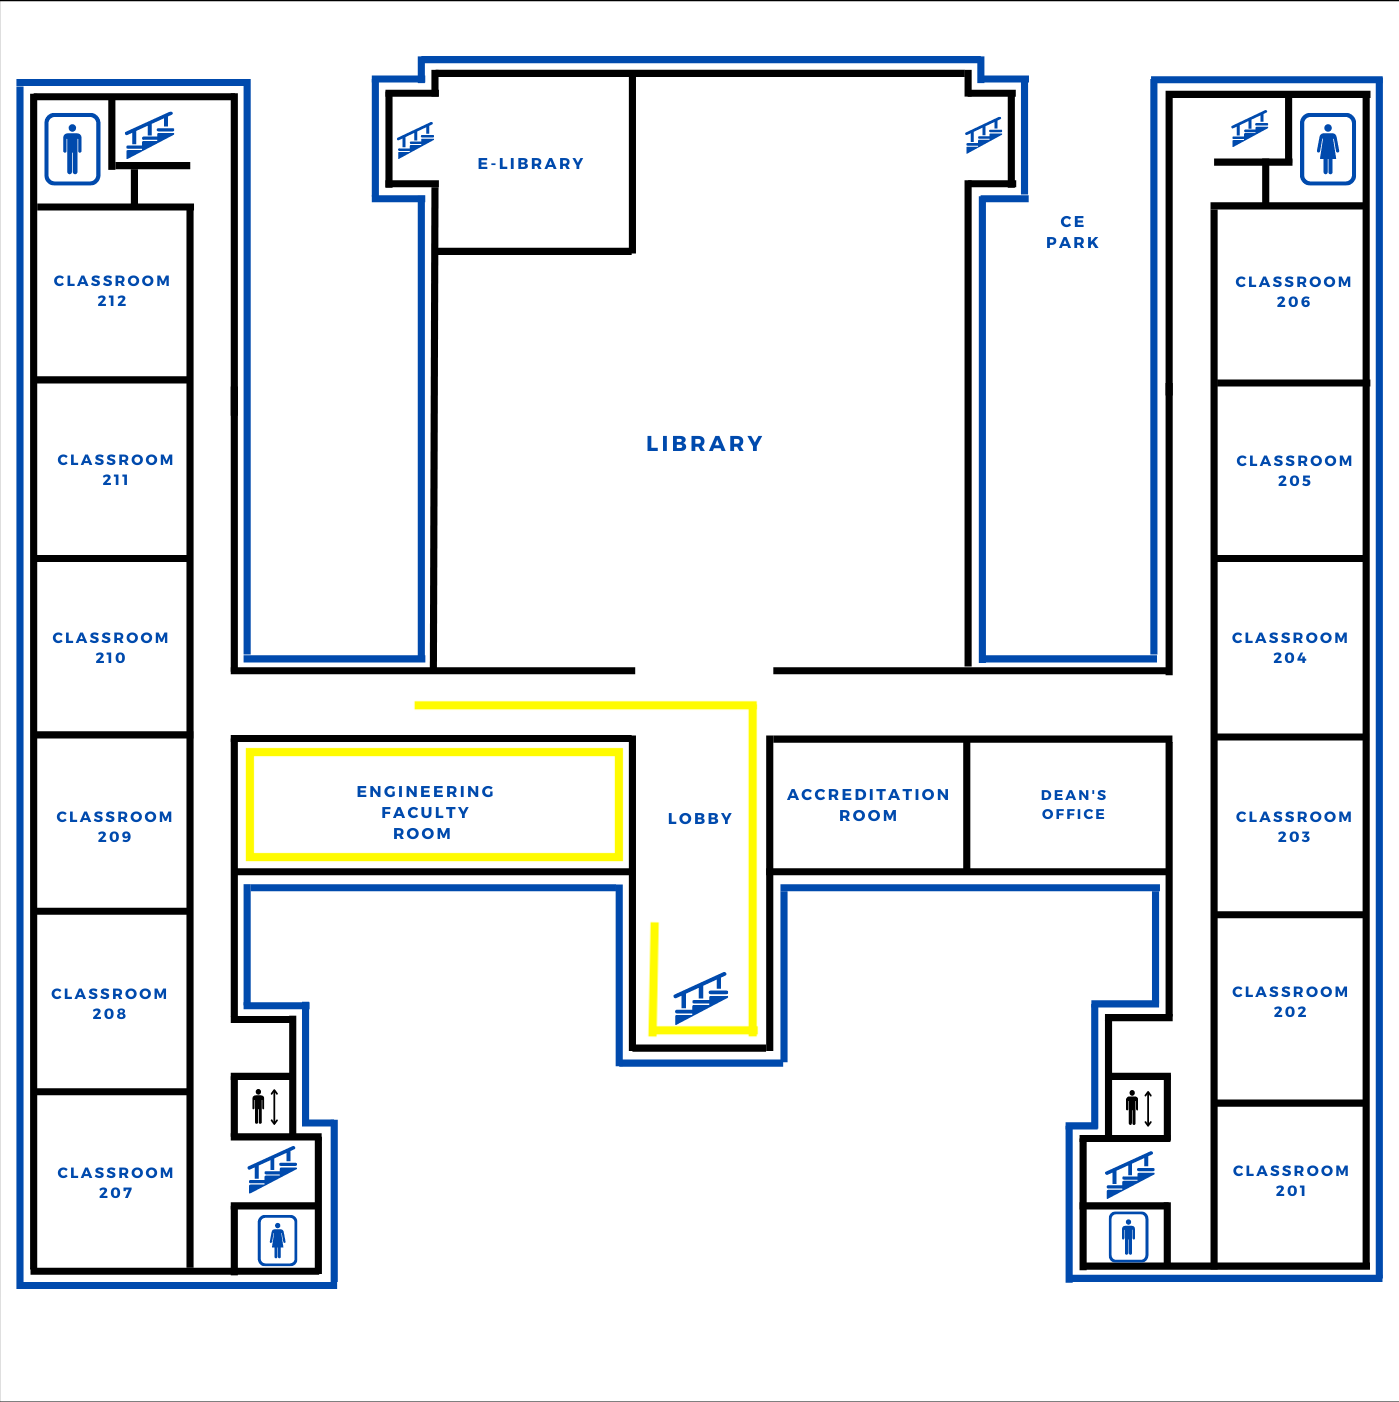 E-LIBRARY
CE
PARK
CLASSROOM
212
CLASSROOM
206
LIBRARY
CLASSROOM
211
CLASSROOM
205
CLASSROOM
210
CLASSROOM
204
ENGINEERING
FACULTY
ROOM
LOBBY
ACCREDITATION
ROOM
DEAN'S
OFFICE
CLASSROOM
209
CLASSROOM
203
CLASSROOM
208
CLASSROOM
202
CLASSROOM
207
CLASSROOM
201